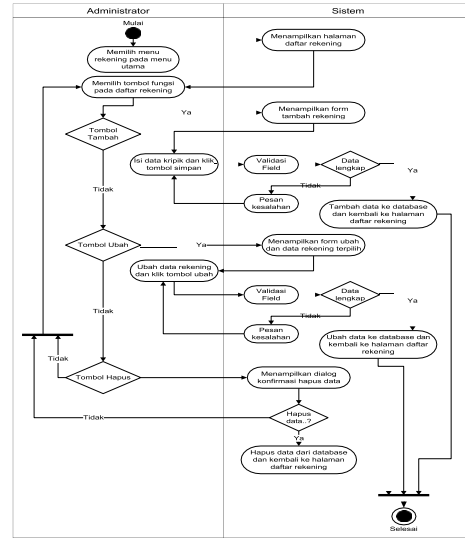 Administrator
Sistem
Mulai
Memilih menu
rekening pada menu
utama
Menampilkan halaman
daftar rekening
Memilih tombol fungsi
pada daftar rekening
Ya
Menampilkan form
tambah rekening
Tombol
Tambah
Isi data kripik dan klik
tombol simpan
Validasi
Field
Data
lengkap
Ya
Tidak
Pesan
kesalahan
Tidak
Tambah data ke database
dan kembali ke halaman
daftar rekening
Tombol Ubah
Ya
Menampilkan form ubah
dan data rekening terpilih
Ubah data rekening
dan klik tombol ubah
Validasi
Field
Data
lengkap
Ya
Tidak
Tidak
Pesan
kesalahan
Ubah data ke database dan
kembali ke halaman daftar
rekening
Tidak
Tombol Hapus
Menampilkan dialog
konfirmasi hapus data
Tidak
Hapus
data..?
Ya
Hapus data dari database
dan kembali ke halaman
daftar rekening
Selesai